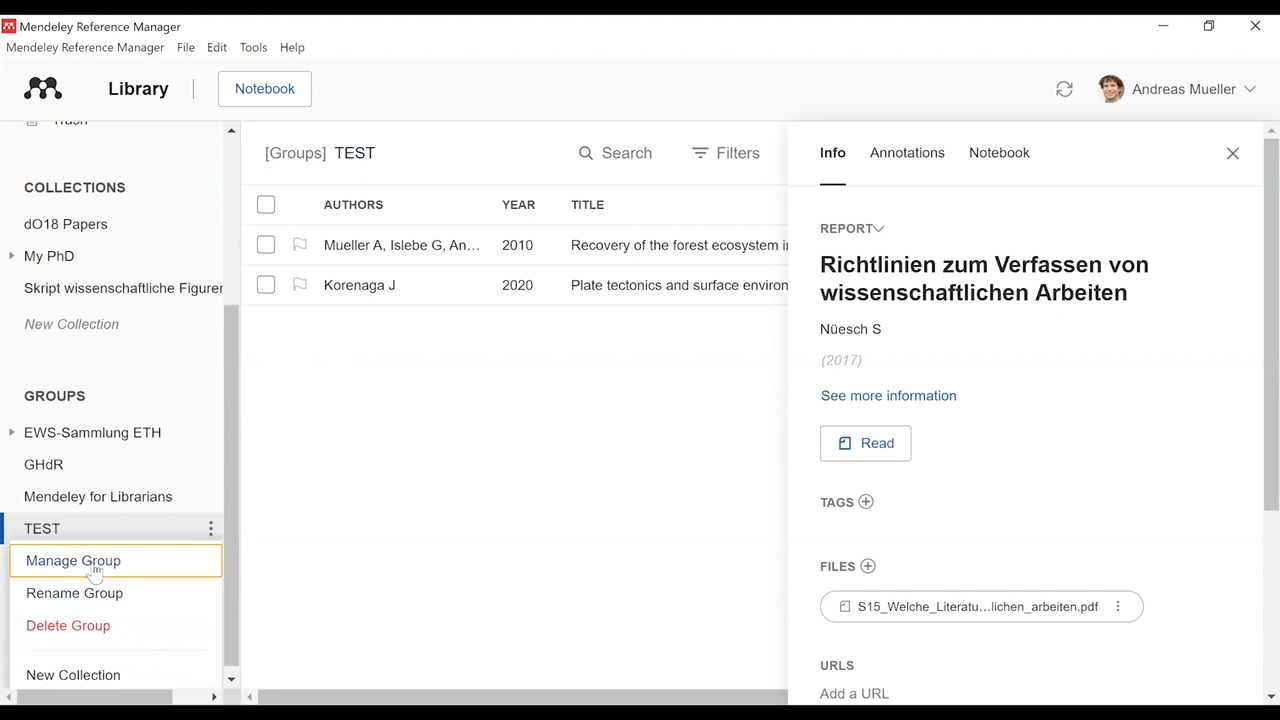 Mendeley Reference Manager
Mendeley Reference Manager File Edit Tools Help
Library
Notebook
Andreas Mueller
Trash
COLLECTIONS
dO18 Papers
My PhD
Skript wissenschaftliche Figuren
New Collection
GROUPS
EWS-Sammlung ETH
GHdR
Mendeley for Librarians
TEST
Manage Group
Rename Group
Delete Group
New Collection
[Groups] TEST
Search
Filters
AUTHORS YEAR TITLE
Mueller A, Islebe G, An... 2010 Recovery of the forest ecosystem i
Korenaga J 2020 Plate tectonics and surface environ
Info Annotations Notebook
REPORT
Richtlinien zum Verfassen von
wissenschaftlichen Arbeiten
Nüesch S
(2017)
See more information
Read
TAGS
FILES
S15_Welche_Literatu...lichen_arbeiten.pdf
URLS
Add a URL